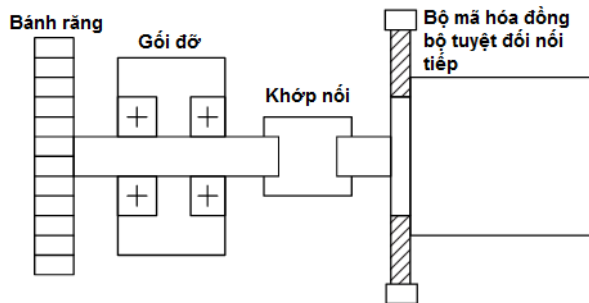 Bánh răng
Gối đỡ
Khớp nối
Bộ mã hóa đồng
bộ tuyệt đối nối
tiếp